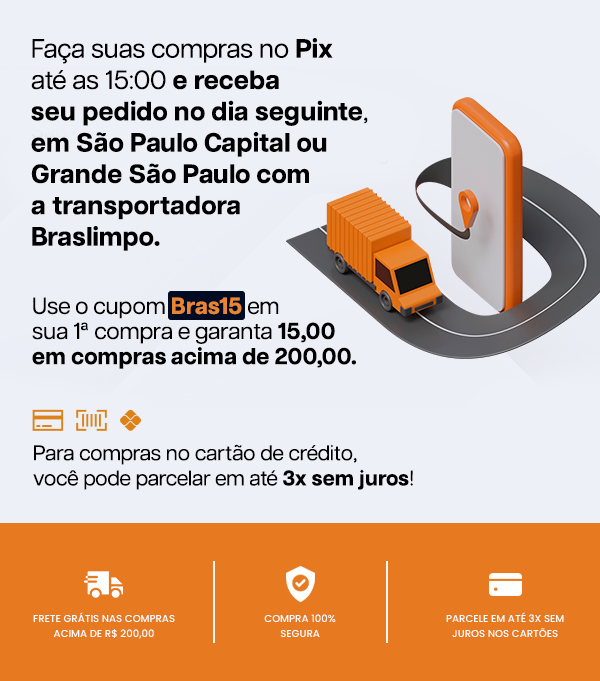 Faça suas compras no Pix
até as 15:00 e receba
seu pedido no dia seguinte,
em São Paulo Capital ou
Grande São Paulo com
a transportadora
Braslimpo.
Use o cupom Bras15 em
sua 1ª compra e garanta 15,00
em compras acima de 200,00.
Para compras no cartão de crédito,
você pode parcelar em até 3x sem juros!
FRETE GRÁTIS NAS COMPRAS
ACIMA DE R$ 200,00
COMPRA 100%
SEGURA
PARCELE EM ATÉ 3X SEM
JUROS NOS CARTÕES